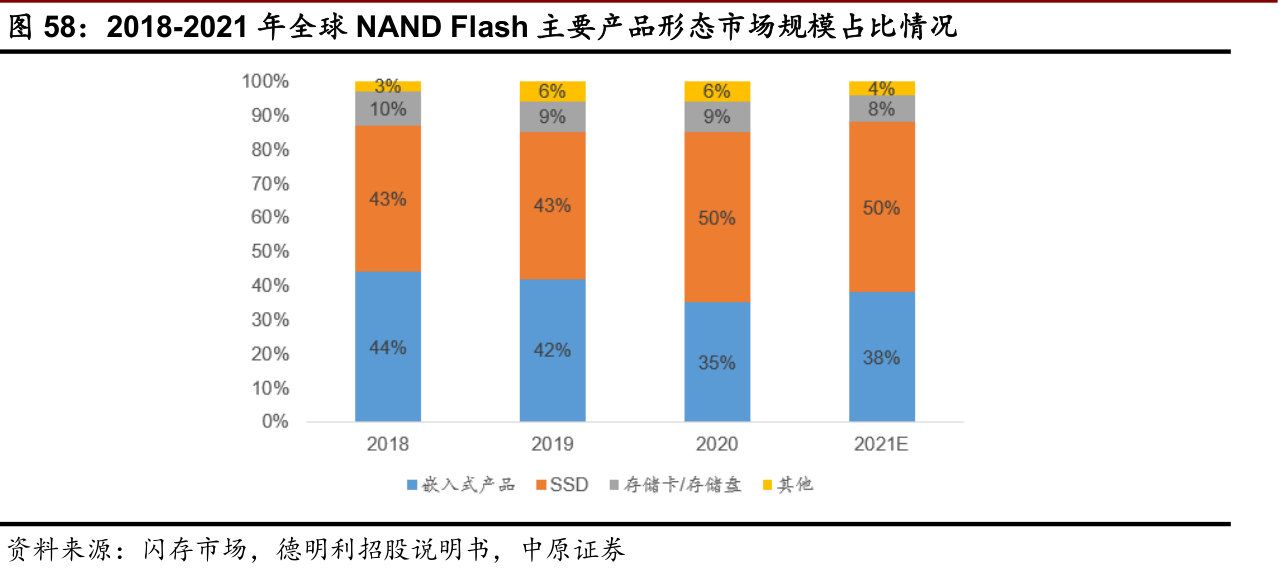 图 58：2018-2021 年全球 NAND Flash 主要产品形态市场规模占比情况
100%
90%
80%
70%
60%
50%
40%
30%
20%
10%
0%
3% 6% 6% 4%
10% 9% 9% 8%
43% 43% 50% 50%
44% 42% 35% 38%
2018 2019 2020 2021E
嵌入式产品 SSD 存储卡/存储盘 其他
资料来源：闪存市场，德明利招股说明书，中原证券